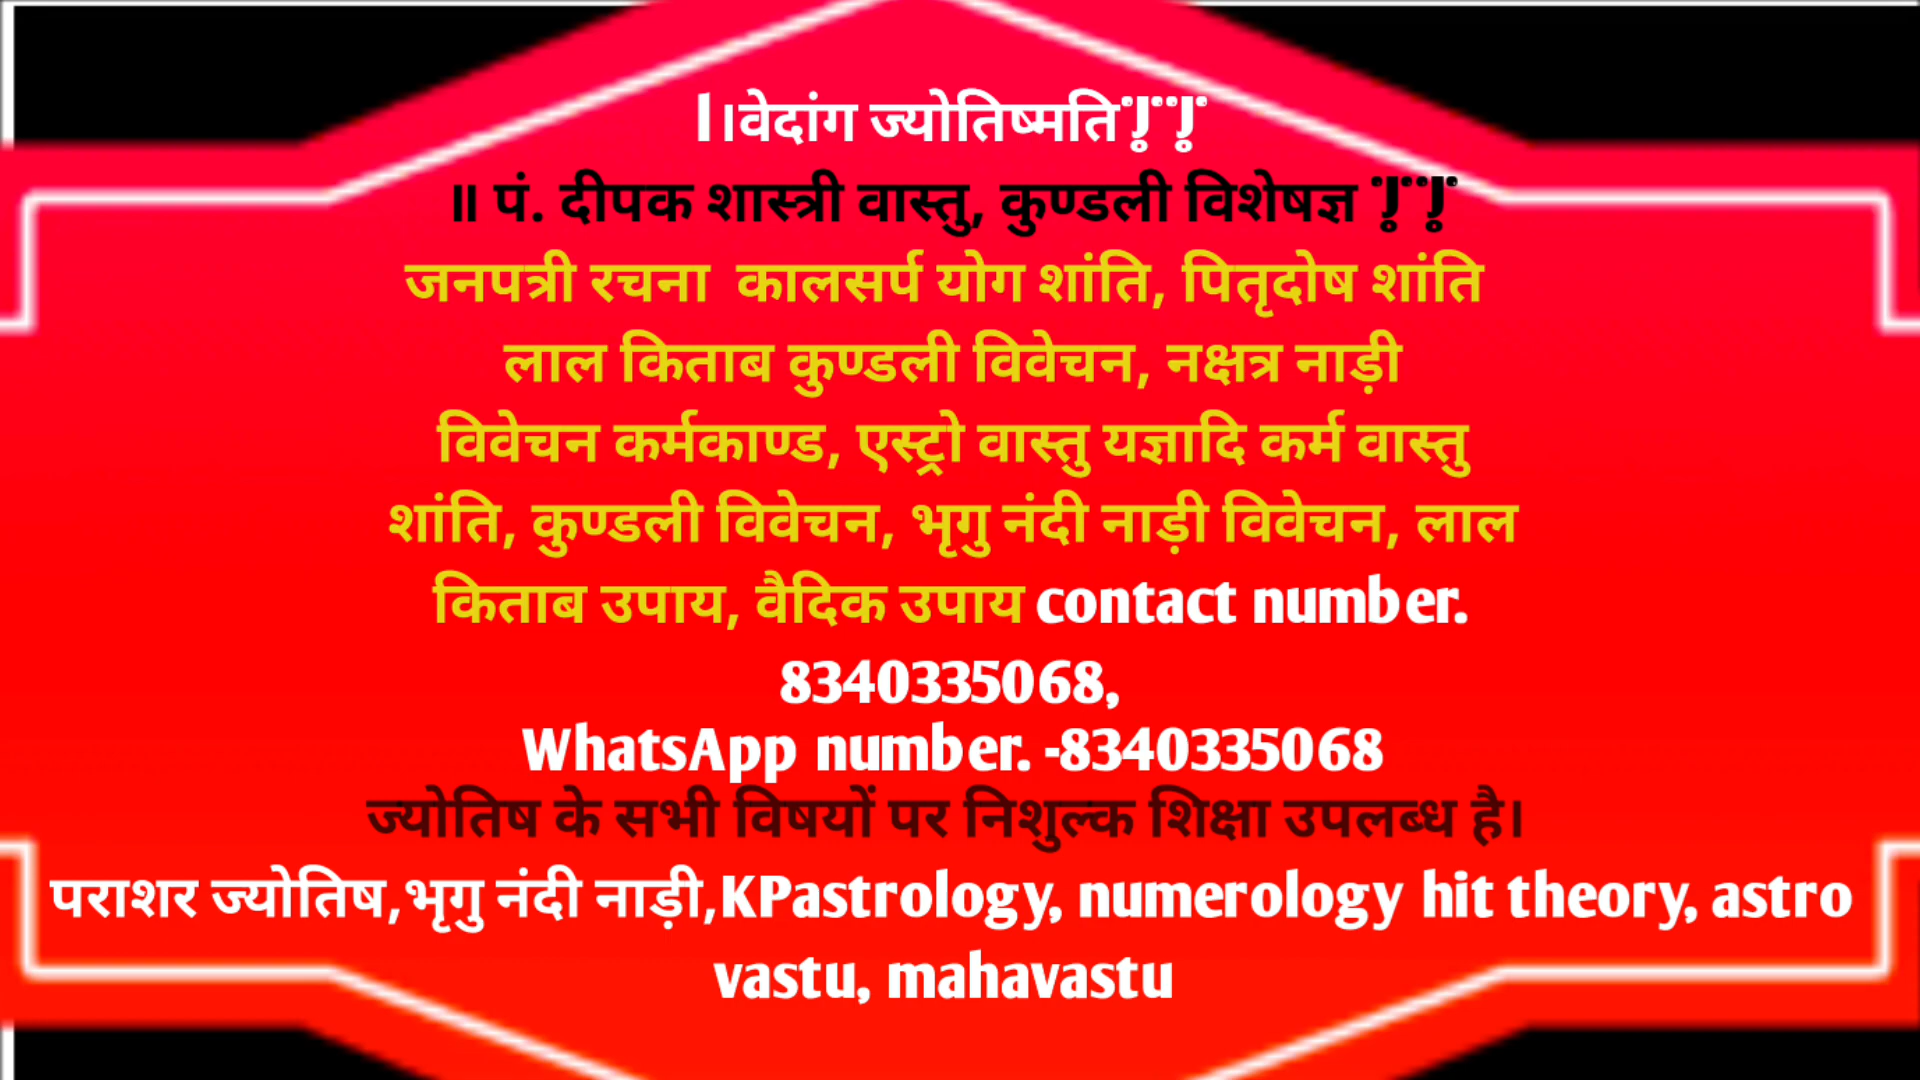 ।।वेदांग ज्योतिष्मति
॥ पं. दीपक शास्त्री वास्तु, कुण्डली विशेषज्ञ
जनपत्री रचना कालसर्प योग शांति, पितृदोष शांति
लाल किताब कुण्डली विवेचन, नक्षत्र नाड़ी
विवेचन कर्मकाण्ड, एस्ट्रो वास्तु यज्ञादि कर्म वास्तु
शांति, कुण्डली विवेचन, भृगु नंदी नाड़ी विवेचन, लाल
किताब उपाय, वैदिक उपाय contact number.
8340335068,
WhatsApp number. -8340335068
ज्योतिष के सभी विषयों पर निशुल्क शिक्षा उपलब्ध है।
पराशर ज्योतिष,भृगु नंदी नाड़ी,KPastrology, numerology hit theory, astro
vastu, mahavastu